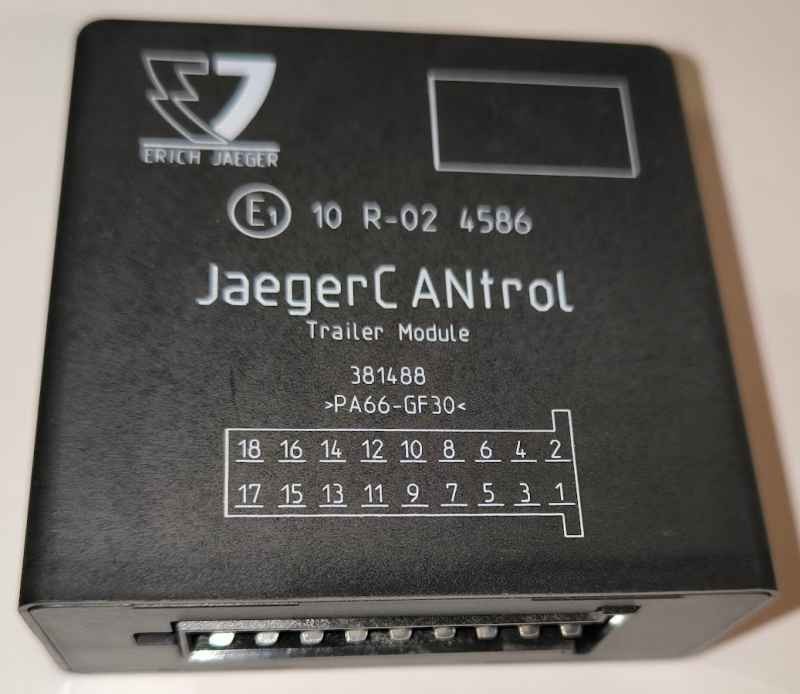 ERICH JAEGER
E1 10 R-02 4586
JaegerCANtrol
Trailer Module
381488
>PA66-GF30<
18 16 14 12 10 8 6 4 2
17 15 13 11 9 7 5 3 1